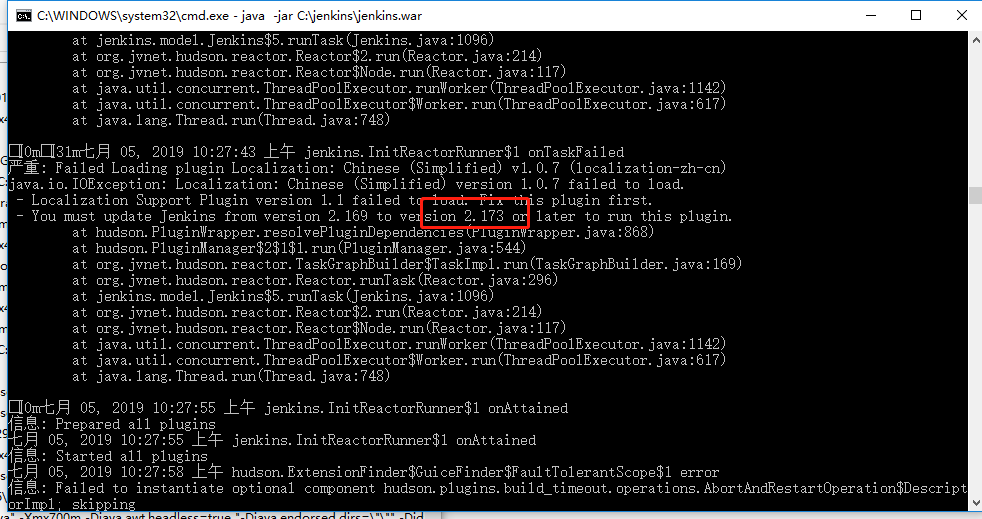 C:\WINDOWS\system32\cmd.exe - java -jar C:\jenkins\jenkins.war
at jenkins.model.Jenkins$5.runTask(Jenkins.java:1096)
at org.jvnet.hudson.reactor.Reactor$2.run(Reactor.java:214)
at org.jvnet.hudson.reactor.Reactor$Node.run(Reactor.java:117)
at java.util.concurrent.ThreadPoolExecutor.runWorker(ThreadPoolExecutor.java:1142)
at java.util.concurrent.ThreadPoolExecutor$Worker.run(ThreadPoolExecutor.java:617)
at java.lang.Thread.run(Thread.java:748)
[0m[31m七月 05, 2019 10:27:43 上午 jenkins.InitReactorRunner$1 onTaskFailed
严重: Failed Loading plugin Localization: Chinese (Simplified) v1.0.7 (localization-zh-cn)
java.io.IOException: Localization: Chinese (Simplified) version 1.0.7 failed to load.
- Localization Support Plugin version 1.1 failed to load. Fix this plugin first.
- You must update Jenkins from version 2.169 to version 2.173 or later to run this plugin.
at hudson.PluginWrapper.resolvePluginDependencies(PluginWrapper.java:868)
at hudson.PluginManager$2$1$1.run(PluginManager.java:544)
at org.jvnet.hudson.reactor.TaskGraphBuilder$TaskImpl.run(TaskGraphBuilder.java:169)
at org.jvnet.hudson.reactor.Reactor.runTask(Reactor.java:296)
at jenkins.model.Jenkins$5.runTask(Jenkins.java:1096)
at org.jvnet.hudson.reactor.Reactor$2.run(Reactor.java:214)
at org.jvnet.hudson.reactor.Reactor$Node.run(Reactor.java:117)
at java.util.concurrent.ThreadPoolExecutor.runWorker(ThreadPoolExecutor.java:1142)
at java.util.concurrent.ThreadPoolExecutor$Worker.run(ThreadPoolExecutor.java:617)
at java.lang.Thread.run(Thread.java:748)
[0m七月 05, 2019 10:27:55 上午 jenkins.InitReactorRunner$1 onAttained
信息: Prepared all plugins
七月 05, 2019 10:27:55 上午 jenkins.InitReactorRunner$1 onAttained
信息: Started all plugins
七月 05, 2019 10:27:58 上午 hudson.ExtensionFinder$GuiceFinder$FaultTolerantScope$1 error
信息: Failed to instantiate optional component hudson.plugins.build_timeout.operations.AbortAndRestartOperation$Descript
orImpl; skipping